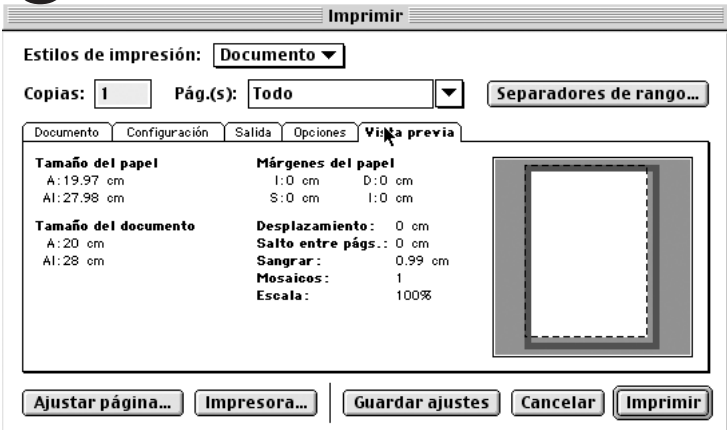 Imprimir
Estilos de impresión: Documento
Copias: 1 Pág.(s): Todo Separadores de rango...
Documento Configuración Salida Opciones Vista previa
Tamaño del papel Márgenes del papel
A:19.97 cm I:0 cm D:0 cm
Al:27.98 cm S:0 cm I:0 cm
Tamaño del documento Desplazamiento: 0 cm
A:20 cm Salto entre págs.: 0 cm
Al:28 cm Sangrar: 0.99 cm
Mosaicos: 1
Escala: 100%
Ajustar página... Impresora... Guardar ajustes Cancelar Imprimir